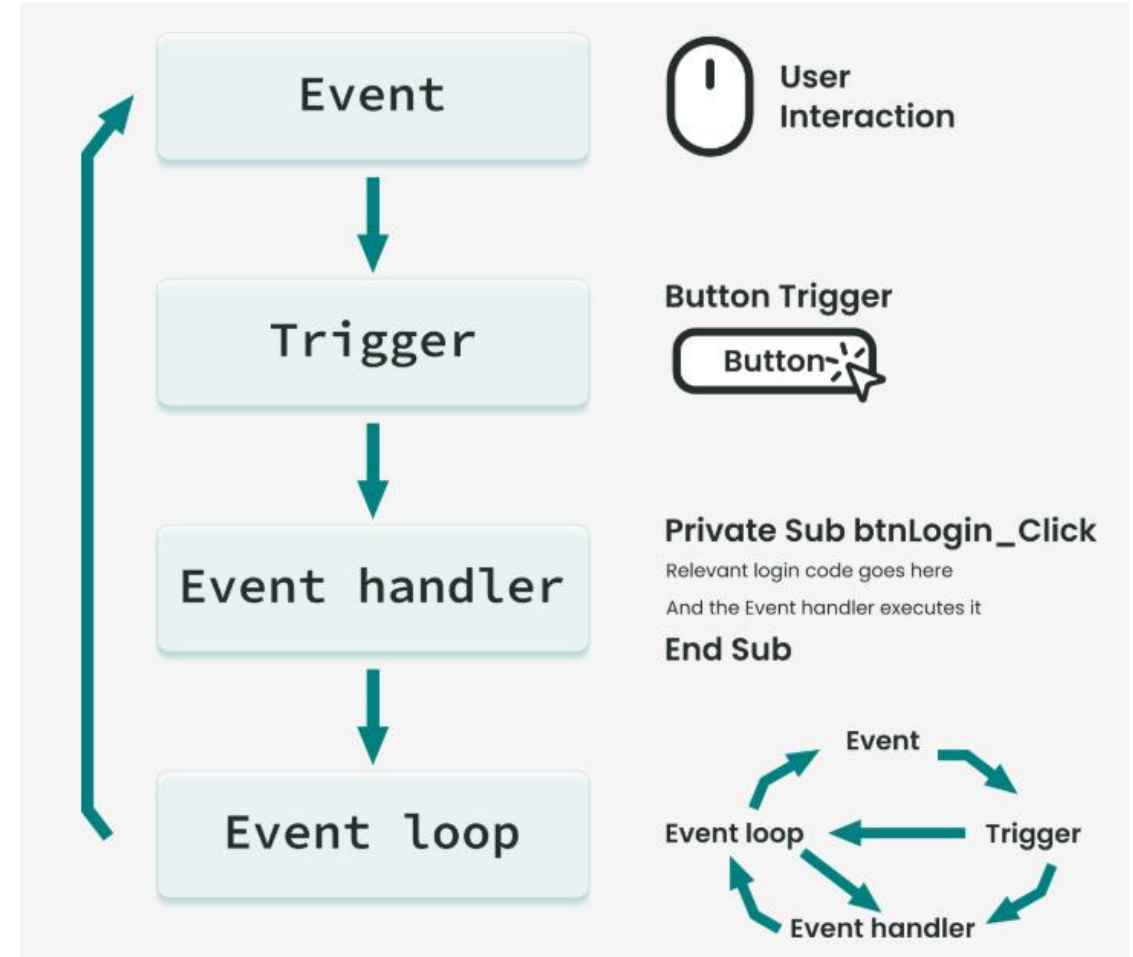 Event
User
Interaction
Trigger
Button Trigger
Button
Event handler
Private Sub btnLogin_Click
Relevant login code goes here
And the Event handler executes it
End Sub
Event loop
Event
Event loop
Trigger
Event handler